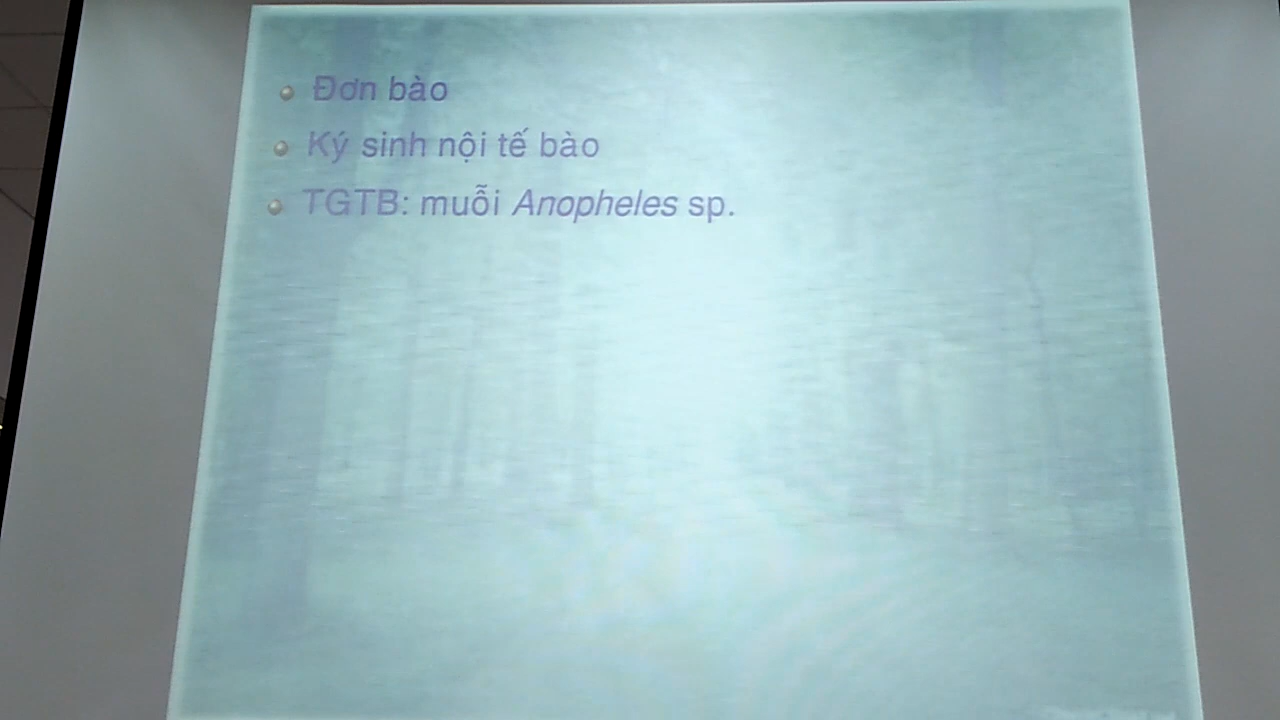 Đơn bào
Ký sinh nội tế bào
TGTB: muỗi Anopheles sp.